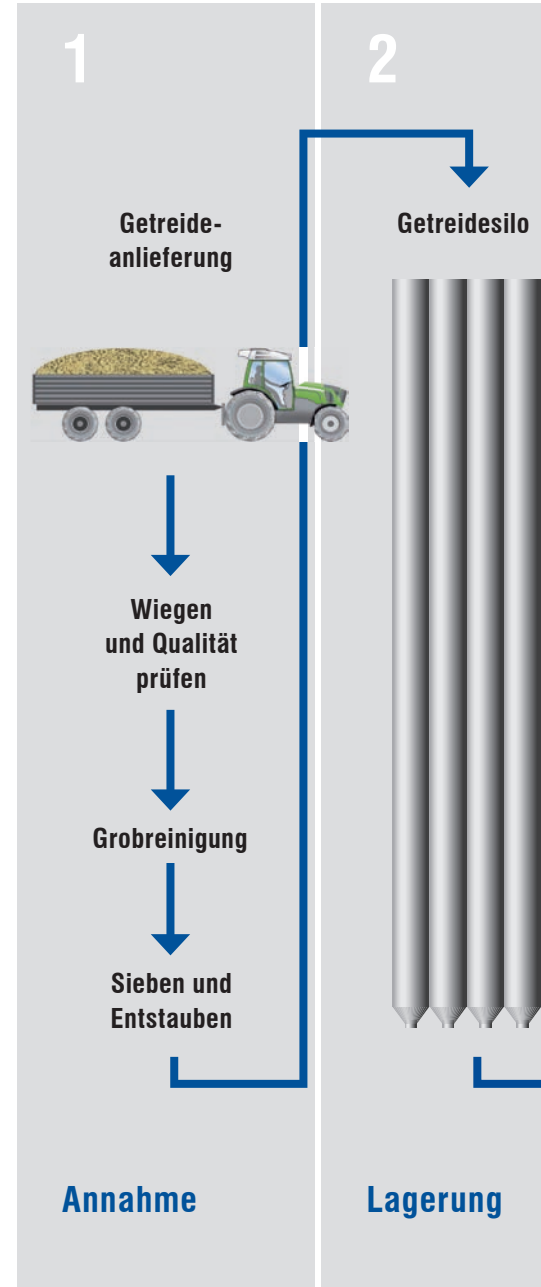 1
Getreide-
anlieferung
Wiegen
und Qualität
prüfen
Grobreinigung
Sieben und
Entstauben
Annahme
2
Getreidesilo
Lagerung